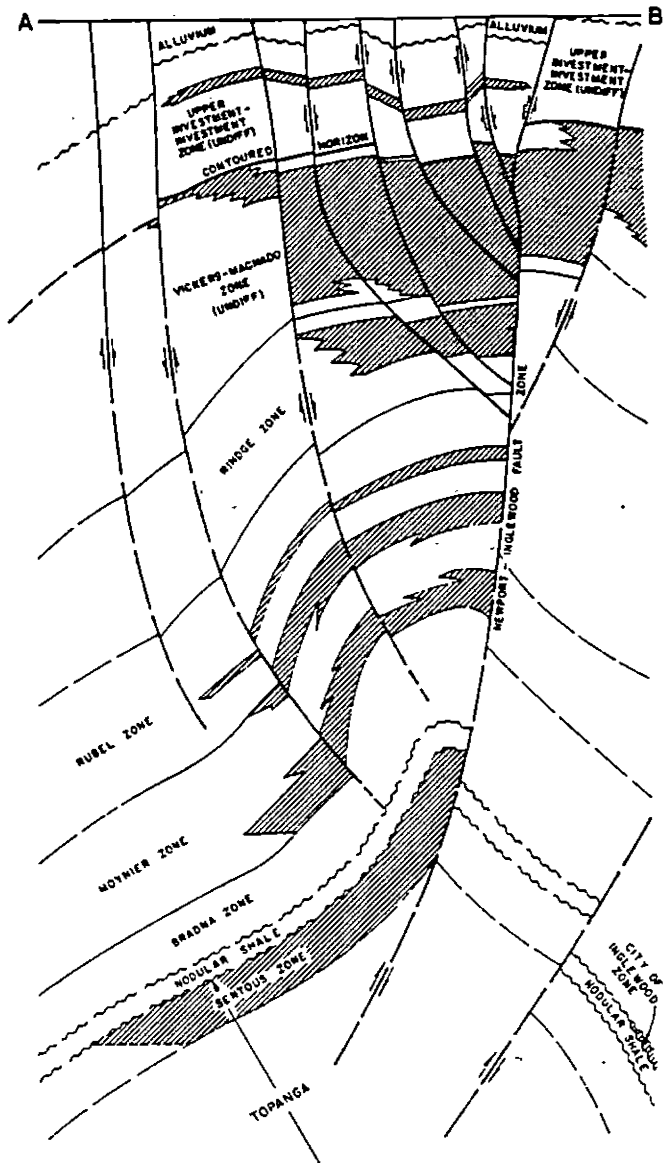 A
B
ALLUVIUM
ALLUVIUM
UPPER
INVESTMENT-
INVESTMENT
ZONE (UNDIFF)
UPPER
INVESTMENT-
INVESTMENT
ZONE (UNDIFF)
CONTOURED HORIZON
VICKERS-MACHADO
ZONE
(UNDIFF)
RINDGE ZONE
NEWPORT - INGLEWOOD FAULT ZONE
RUBEL ZONE
MOYNIER ZONE
BRADNA ZONE
NODULAR SHALE
SENTOUS ZONE
CITY OF
INGLEWOOD
ZONE
NODULAR SHALE
TOPANGA